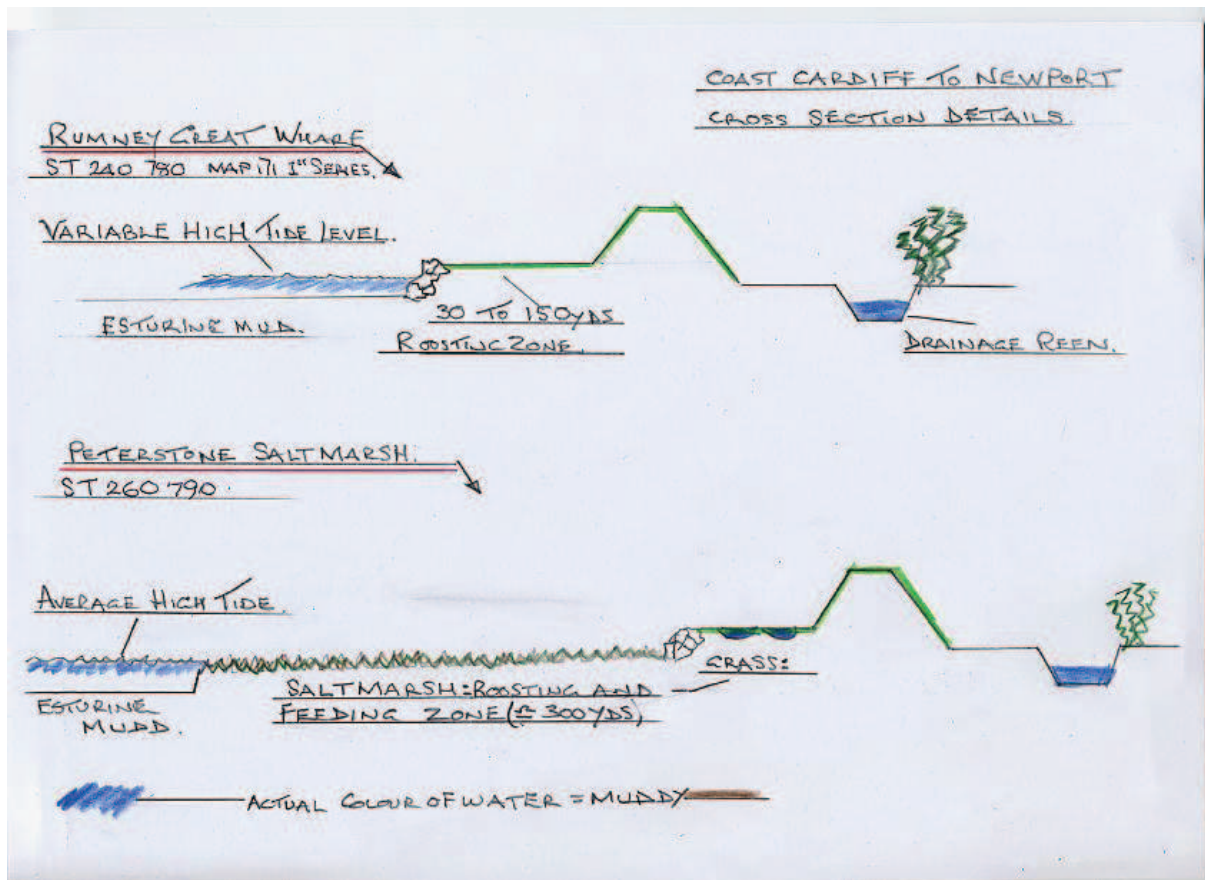 COAST CARDIFF TO NEWPORT
CROSS SECTION DETAILS.
RUMNEY GREAT WHARF
ST 240 780 MAP 171 1" SERIES.
VARIABLE HIGH TIDE LEVEL.
ESTURINE MUD.
30 TO 150YDS
ROOSTING ZONE.
DRAINAGE REEN.
PETERSTONE SALTMARSH.
ST 260 790.
AVERAGE HIGH TIDE.
ESTURINE
MUDD.
GRASS:
SALTMARSH:ROOSTING AND
FEEDING ZONE (≏ 300YDS)
ACTUAL COLOUR OF WATER = MUDDY